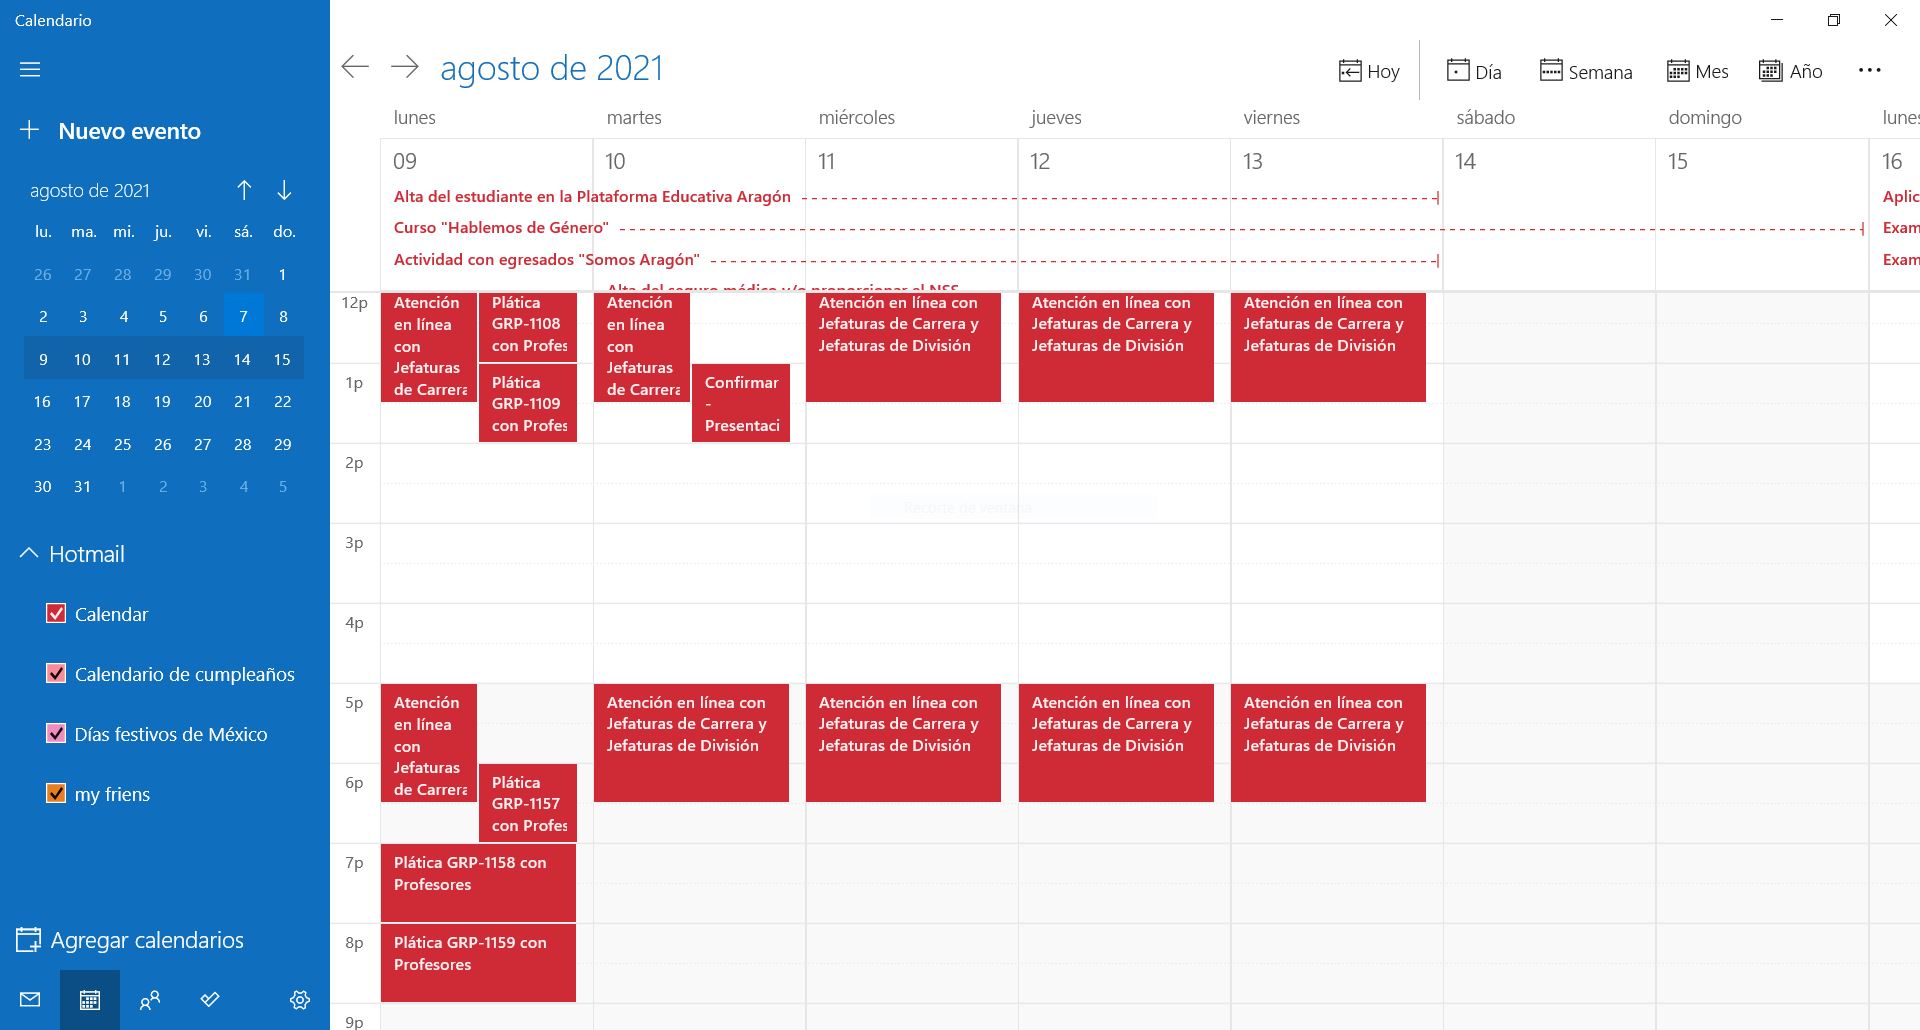 Calendario
Nuevo evento
agosto de 2021
lu. ma. mi. ju. vi. sá. do.
26 27 28 29 30 31 1
2 3 4 5 6 7 8
9 10 11 12 13 14 15
16 17 18 19 20 21 22
23 24 25 26 27 28 29
30 31 1 2 3 4 5
Hotmail
Calendar
Calendario de cumpleaños
Días festivos de México
my friens
Agregar calendarios
agosto de 2021
Hoy
Día
Semana
Mes
Año
lunes martes miércoles jueves viernes sábado domingo lunes
09 10 11 12 13 14 15 16
Alta del estudiante en la Plataforma Educativa Aragón
Aplic
Curso "Hablemos de Género"
Exam
Actividad con egresados "Somos Aragón"
Exam
Alta del seguro médico y/o proporcionar el NSS
12p
Atención
en línea
con
Jefaturas
de Carrera
Plática
GRP-1108
con Profes
Atención
en línea
con
Jefaturas
de Carrera
Atención en línea con
Jefaturas de Carrera y
Jefaturas de División
Atención en línea con
Jefaturas de Carrera y
Jefaturas de División
Atención en línea con
Jefaturas de Carrera y
Jefaturas de División
1p
Plática
GRP-1109
con Profes
Confirmar
-
Presentaci
2p
Recorte de ventana
3p
4p
5p
Atención
en línea
con
Jefaturas
de Carrera
Atención en línea con
Jefaturas de Carrera y
Jefaturas de División
Atención en línea con
Jefaturas de Carrera y
Jefaturas de División
Atención en línea con
Jefaturas de Carrera y
Jefaturas de División
Atención en línea con
Jefaturas de Carrera y
Jefaturas de División
6p
Plática
GRP-1157
con Profes
7p
Plática GRP-1158 con
Profesores
8p
Plática GRP-1159 con
Profesores
9p